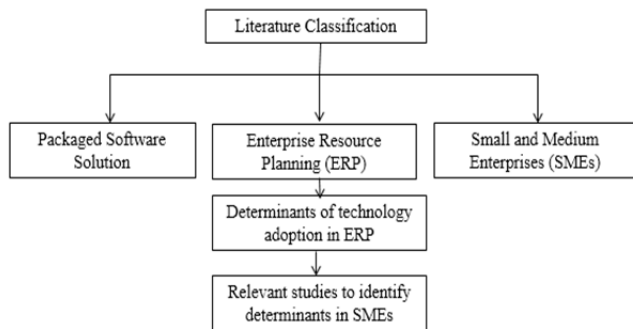 Literature Classification
Packaged Software
Solution
Enterprise Resource
Planning (ERP)
Small and Medium
Enterprises (SMEs)
Determinants of technology
adoption in ERP
Relevant studies to identify
determinants in SMEs